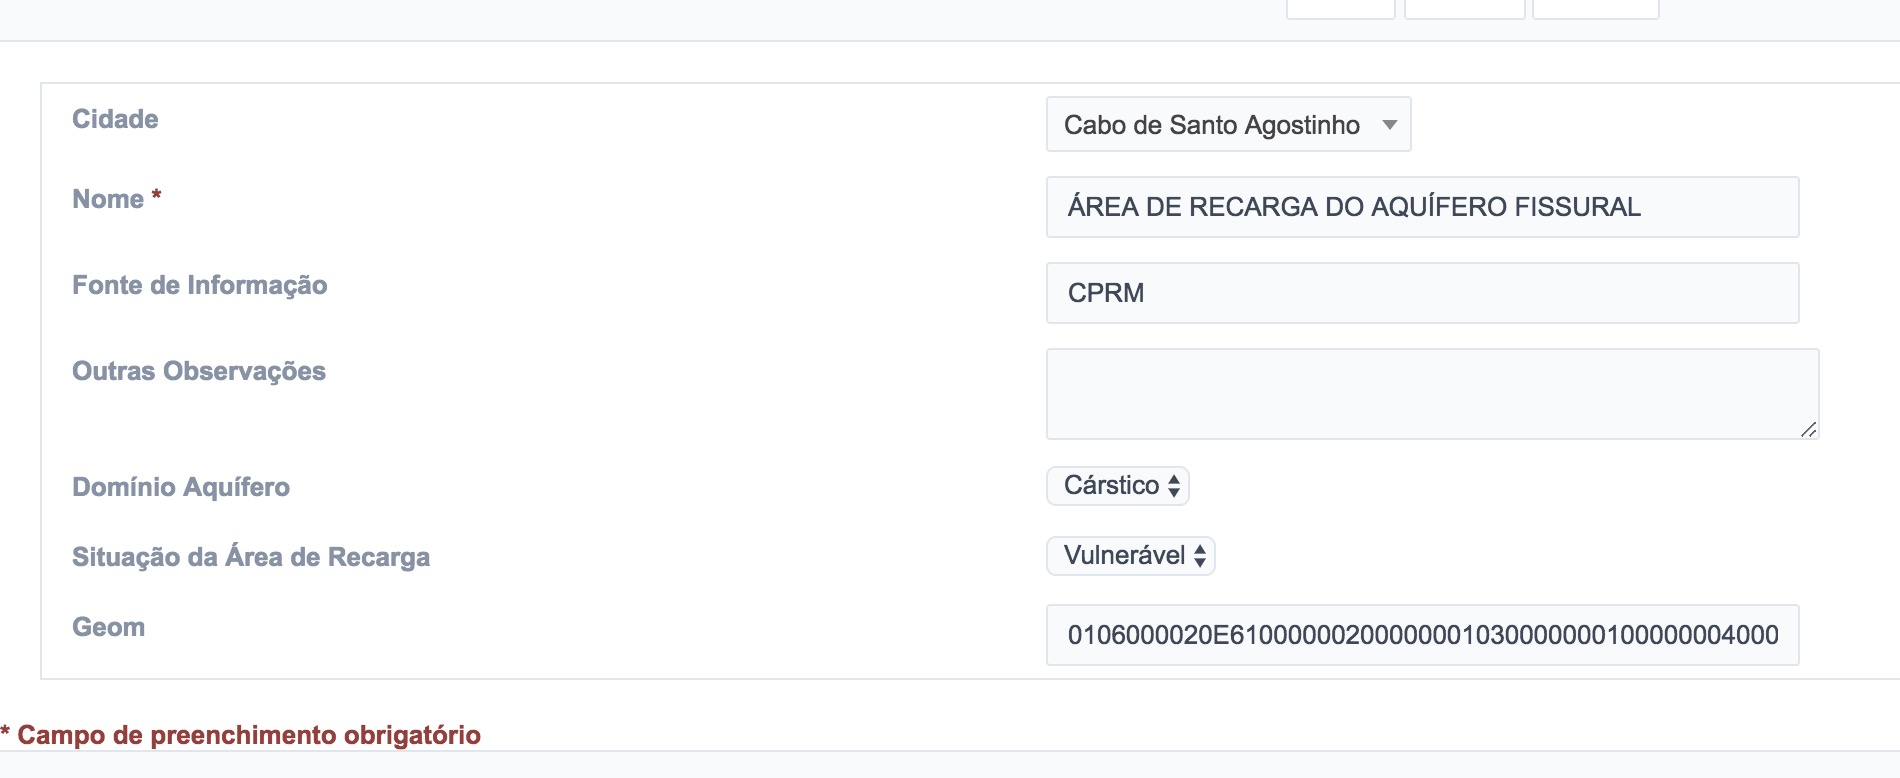 Cidade
Cabo de Santo Agostinho
Nome *
ÁREA DE RECARGA DO AQUÍFERO FISSURAL
Fonte de Informação
CPRM
Outras Observações
Domínio Aquífero
Cárstico
Situação da Área de Recarga
Vulnerável
Geom
0106000020E61000000200000001030000000100000004000
* Campo de preenchimento obrigatório